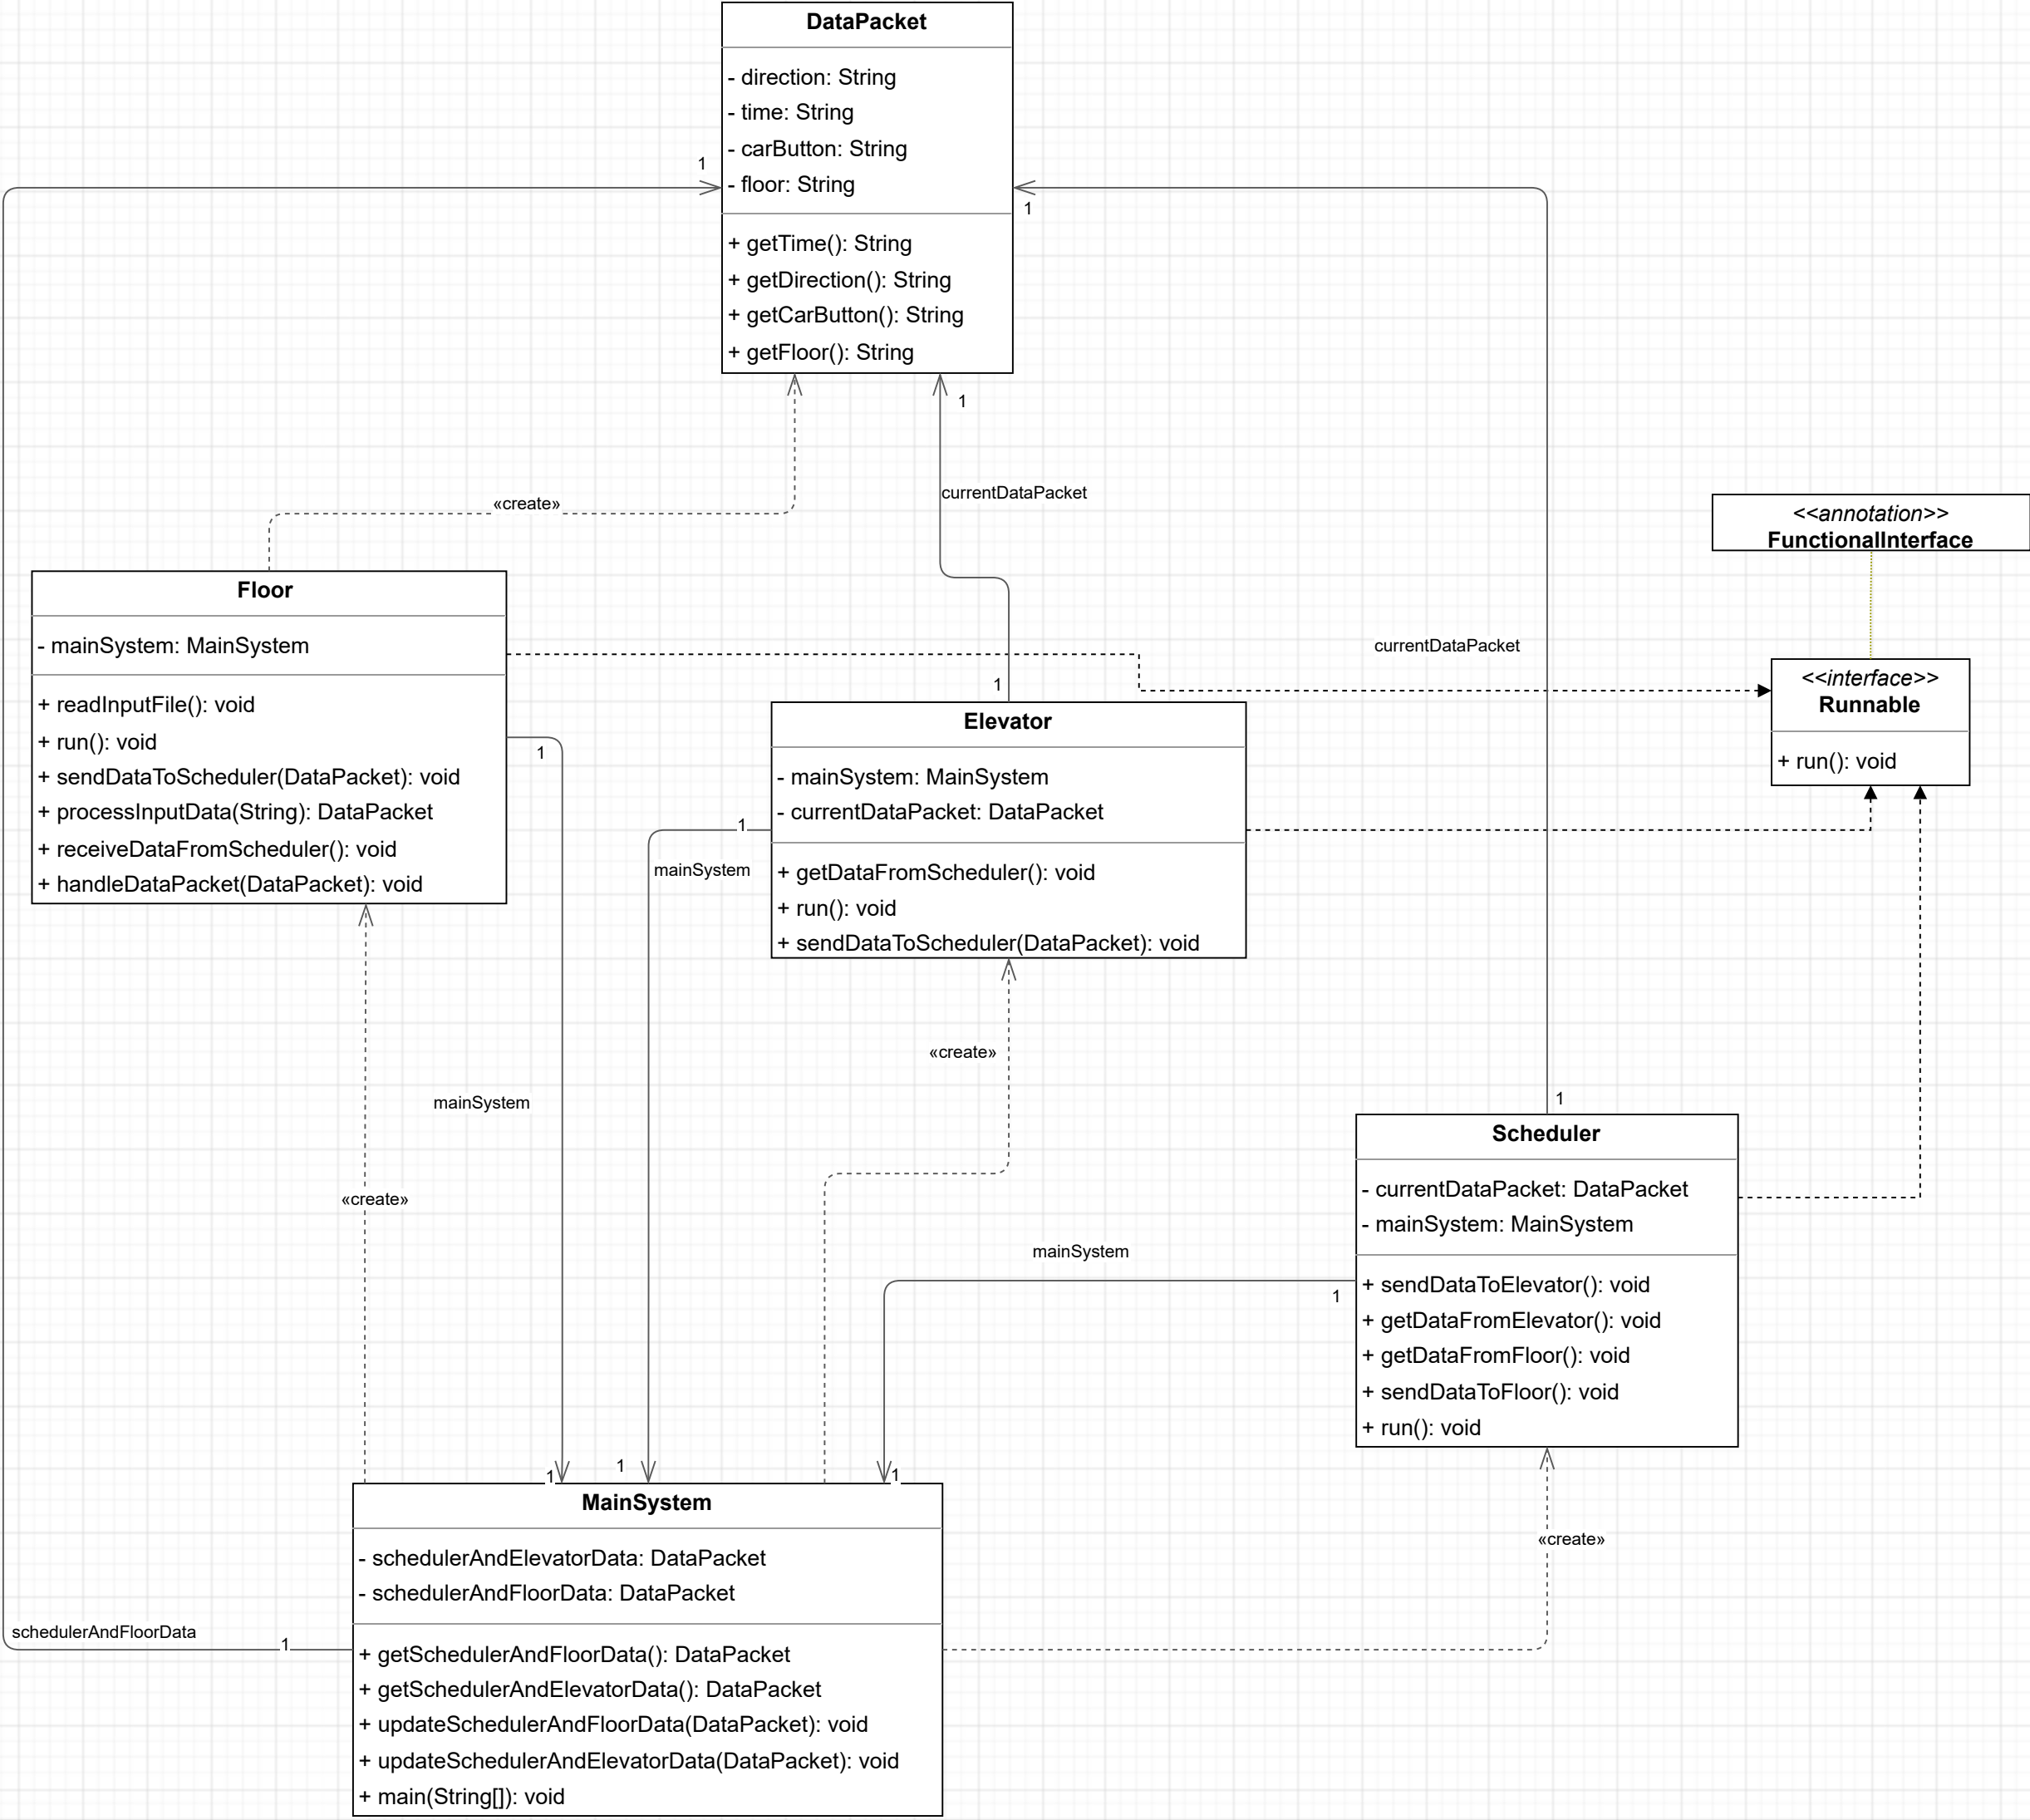 DataPacket
- direction: String
- time: String
- carButton: String
- floor: String
+ getTime(): String
+ getDirection(): String
+ getCarButton(): String
+ getFloor(): String
1
1
1
«create»
currentDataPacket
<<annotation>>
FunctionalInterface
Floor
- mainSystem: MainSystem
+ readInputFile(): void
+ run(): void
+ sendDataToScheduler(DataPacket): void
+ processInputData(String): DataPacket
+ receiveDataFromScheduler(): void
+ handleDataPacket(DataPacket): void
1
currentDataPacket
<<interface>>
Runnable
+ run(): void
1
Elevator
- mainSystem: MainSystem
- currentDataPacket: DataPacket
+ getDataFromScheduler(): void
+ run(): void
+ sendDataToScheduler(DataPacket): void
1
mainSystem
«create»
mainSystem
«create»
1
Scheduler
- currentDataPacket: DataPacket
- mainSystem: MainSystem
+ sendDataToElevator(): void
+ getDataFromElevator(): void
+ getDataFromFloor(): void
+ sendDataToFloor(): void
+ run(): void
mainSystem
1
1
1
1
MainSystem
- schedulerAndElevatorData: DataPacket
- schedulerAndFloorData: DataPacket
+ getSchedulerAndFloorData(): DataPacket
+ getSchedulerAndElevatorData(): DataPacket
+ updateSchedulerAndFloorData(DataPacket): void
+ updateSchedulerAndElevatorData(DataPacket): void
+ main(String[]): void
schedulerAndFloorData
1
«create»